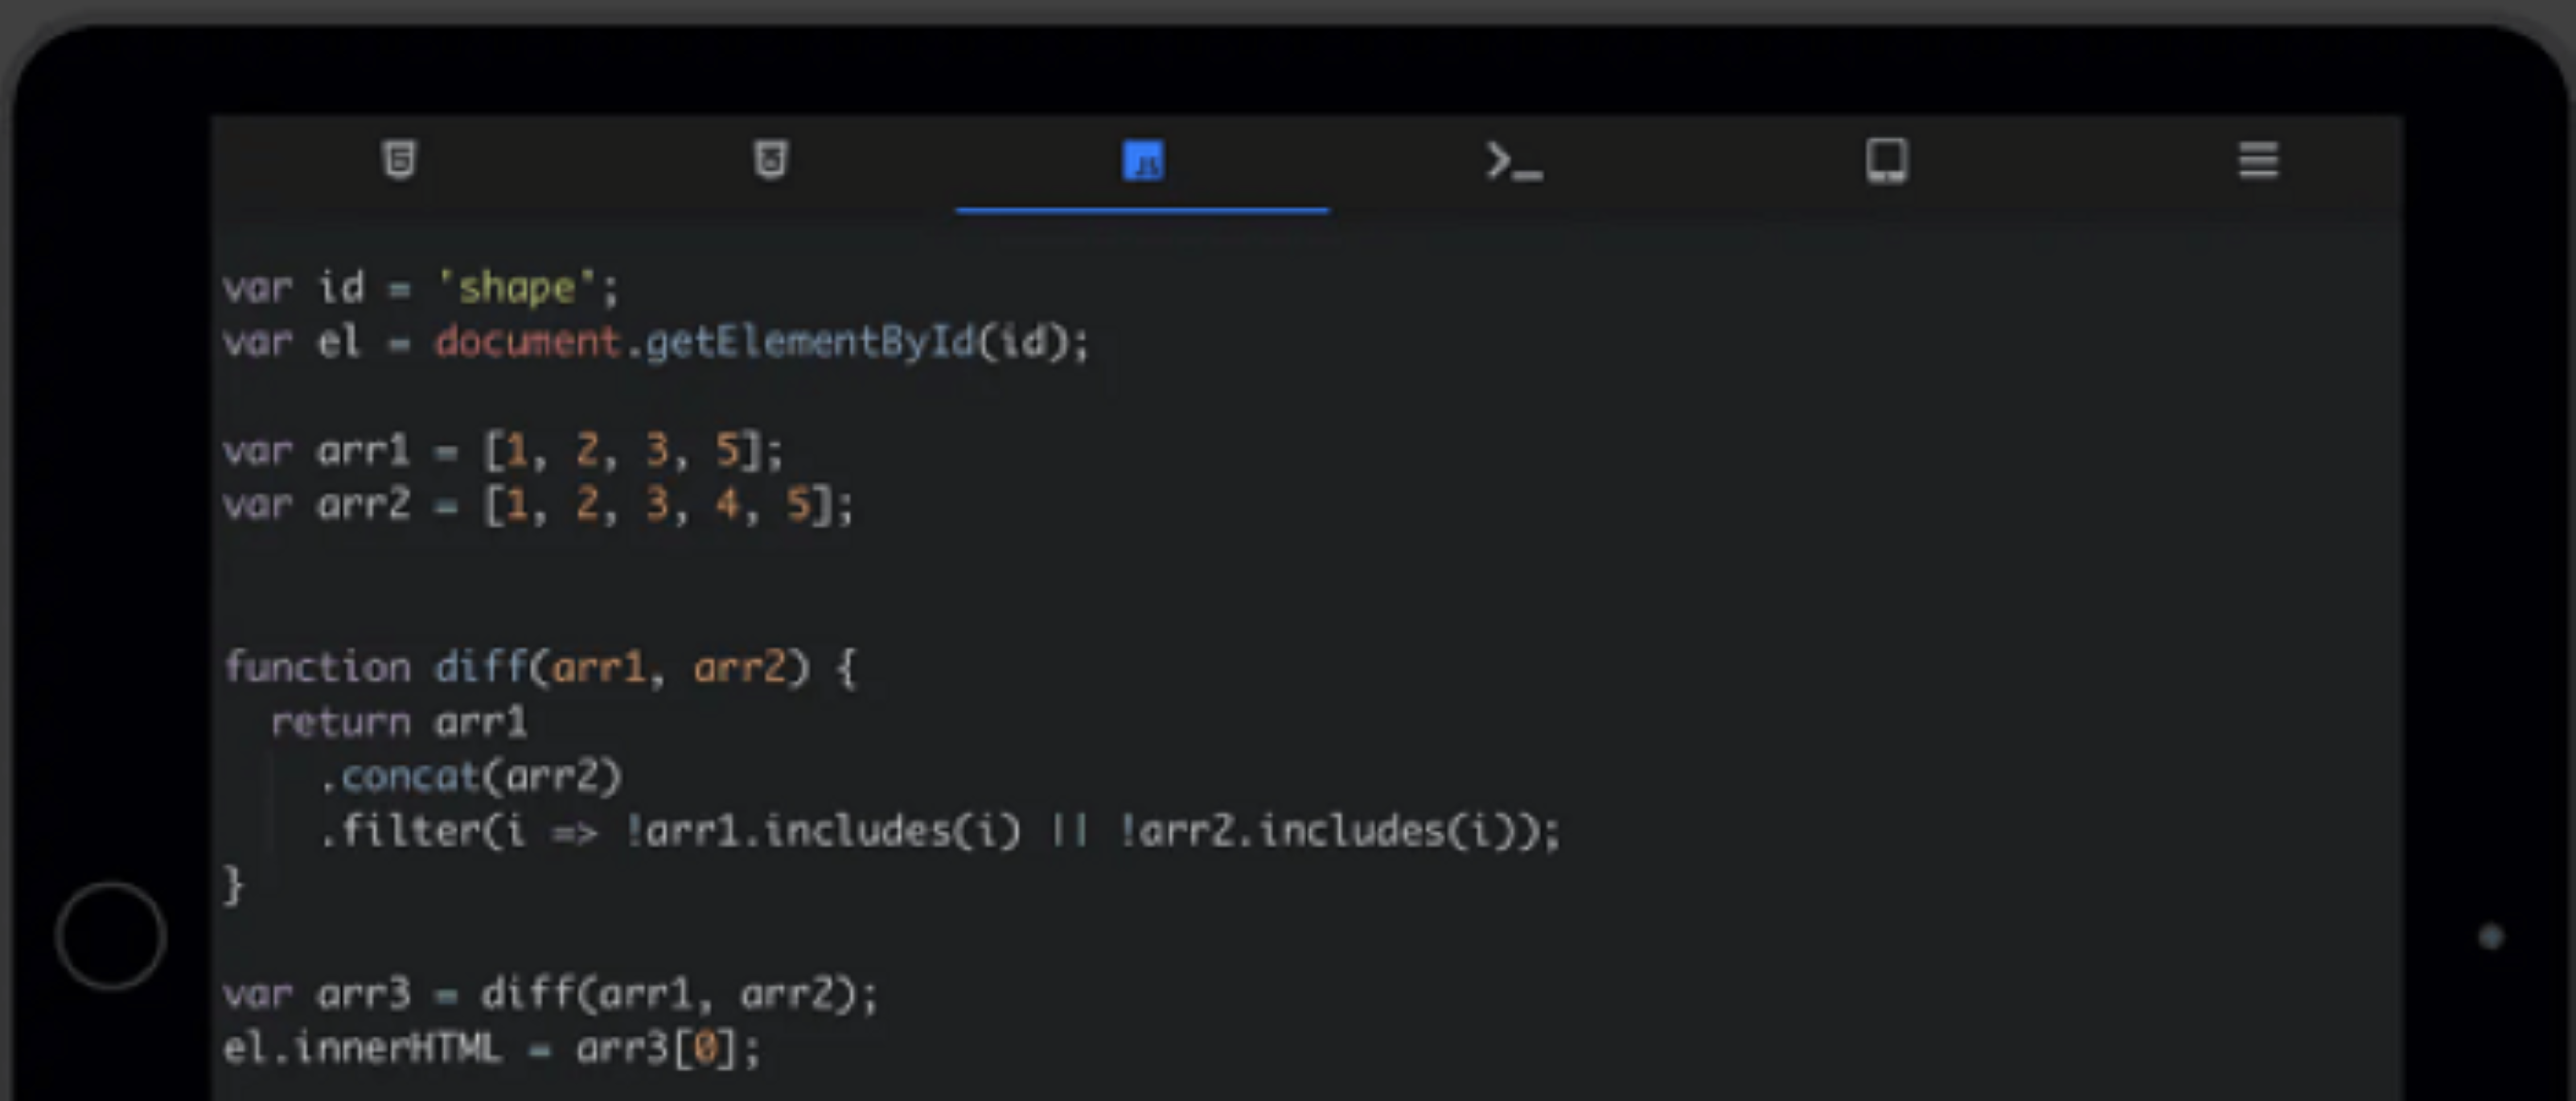 var id = 'shape';
var el = document.getElementById(id);
var arr1 = [1, 2, 3, 5];
var arr2 = [1, 2, 3, 4, 5];
function diff(arr1, arr2) {
  return arr1
    .concat(arr2)
    .filter(i => !arr1.includes(i) || !arr2.includes(i));
}
var arr3 = diff(arr1, arr2);
el.innerHTML = arr3[0];